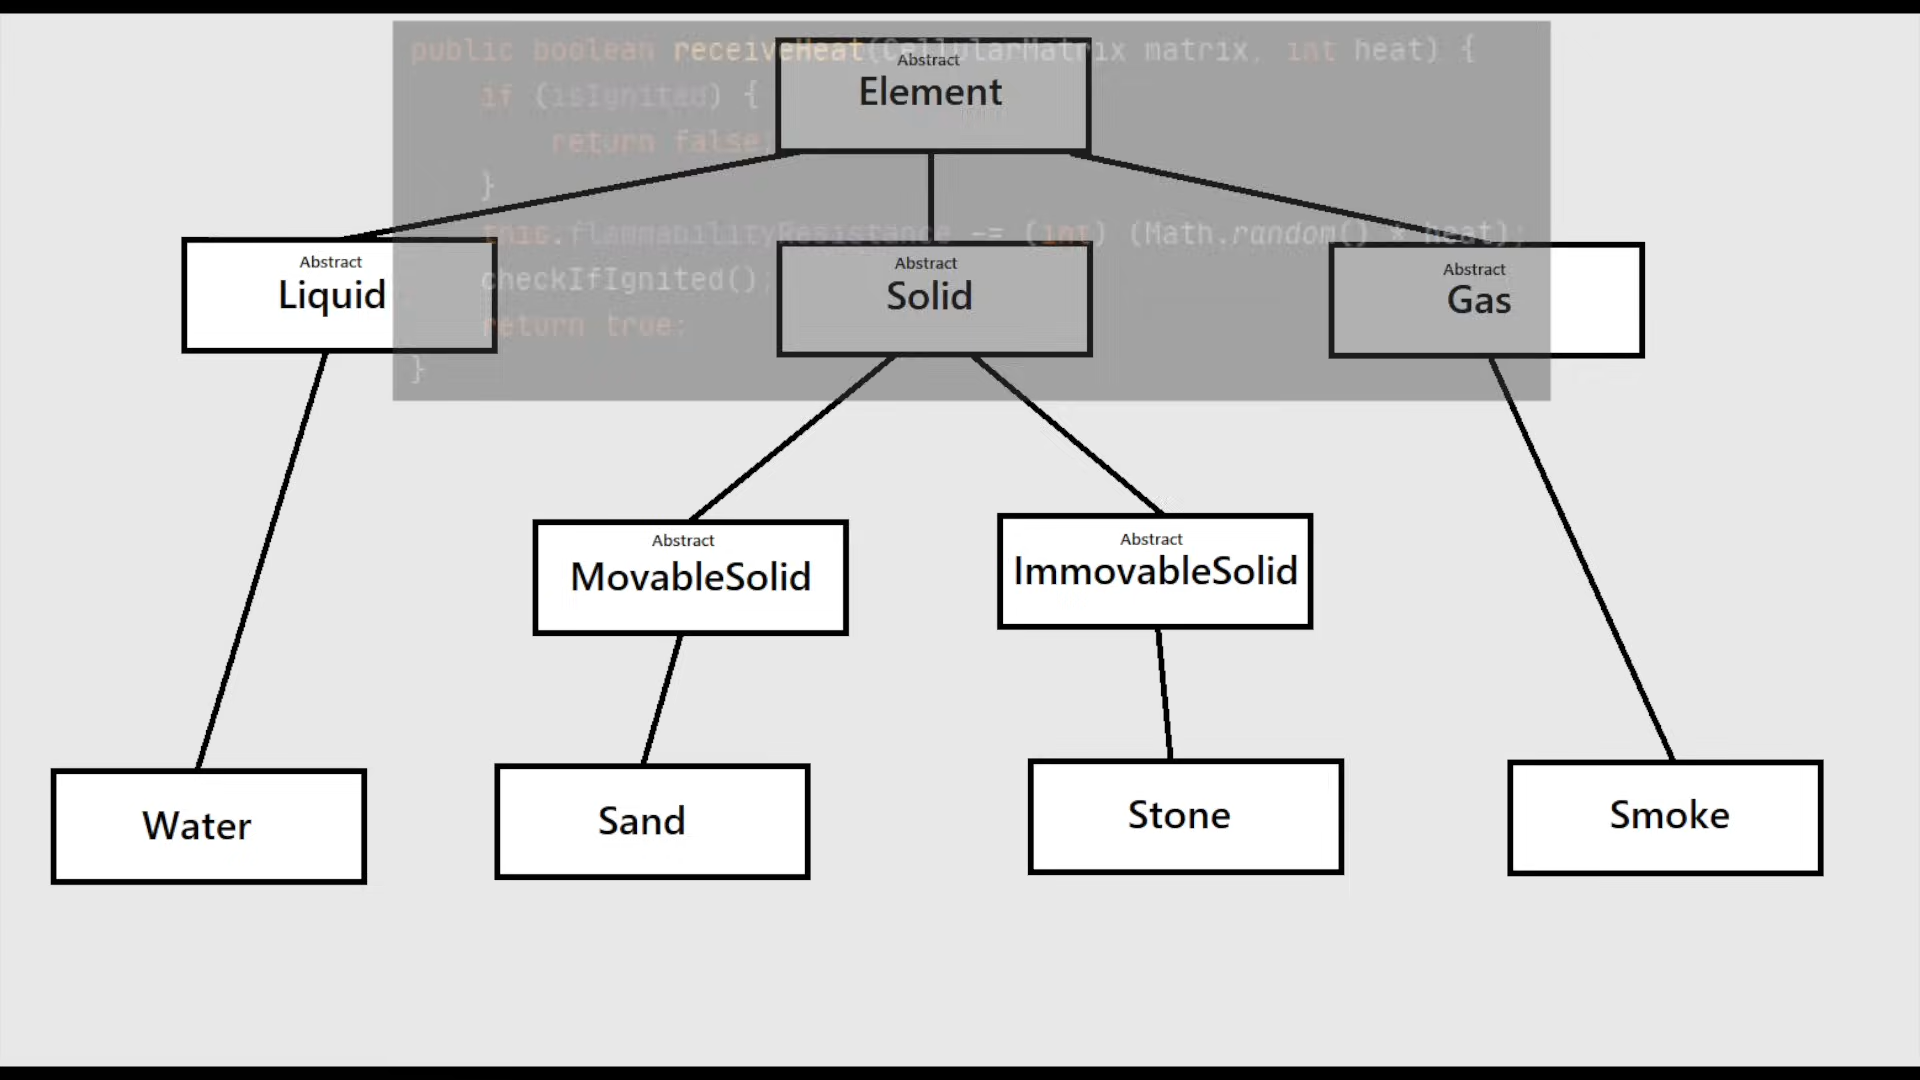 public boolean receiveHeat(CellularMatrix matrix, int heat) {
if (isIgnited) {
return false;
}
this.flammabilityResistance -= (int) (Math.random() * heat);
checkIfIgnited();
return true;
}
Abstract
Element
Abstract
Liquid
Abstract
Solid
Abstract
Gas
Abstract
MovableSolid
Abstract
ImmovableSolid
Water
Sand
Stone
Smoke